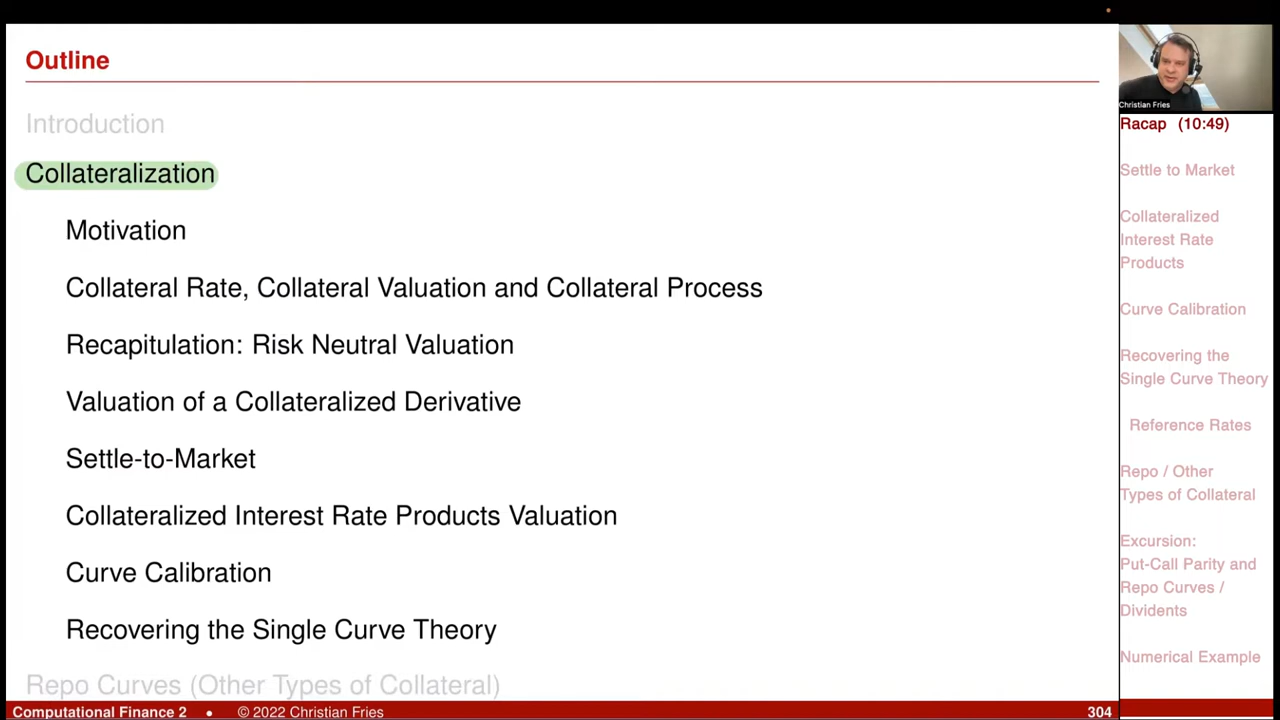 Outline
Introduction
Collateralization
Motivation
Collateral Rate, Collateral Valuation and Collateral Process
Recapitulation: Risk Neutral Valuation
Valuation of a Collateralized Derivative
Settle-to-Market
Collateralized Interest Rate Products Valuation
Curve Calibration
Recovering the Single Curve Theory
Repo Curves (Other Types of Collateral)
Computational Finance 2 • © 2022 Christian Fries 304
Christian Fries
Racap (10:49)
Settle to Market
Collateralized
Interest Rate
Products
Curve Calibration
Recovering the
Single Curve Theory
Reference Rates
Repo / Other
Types of Collateral
Excursion:
Put-Call Parity and
Repo Curves /
Dividents
Numerical Example